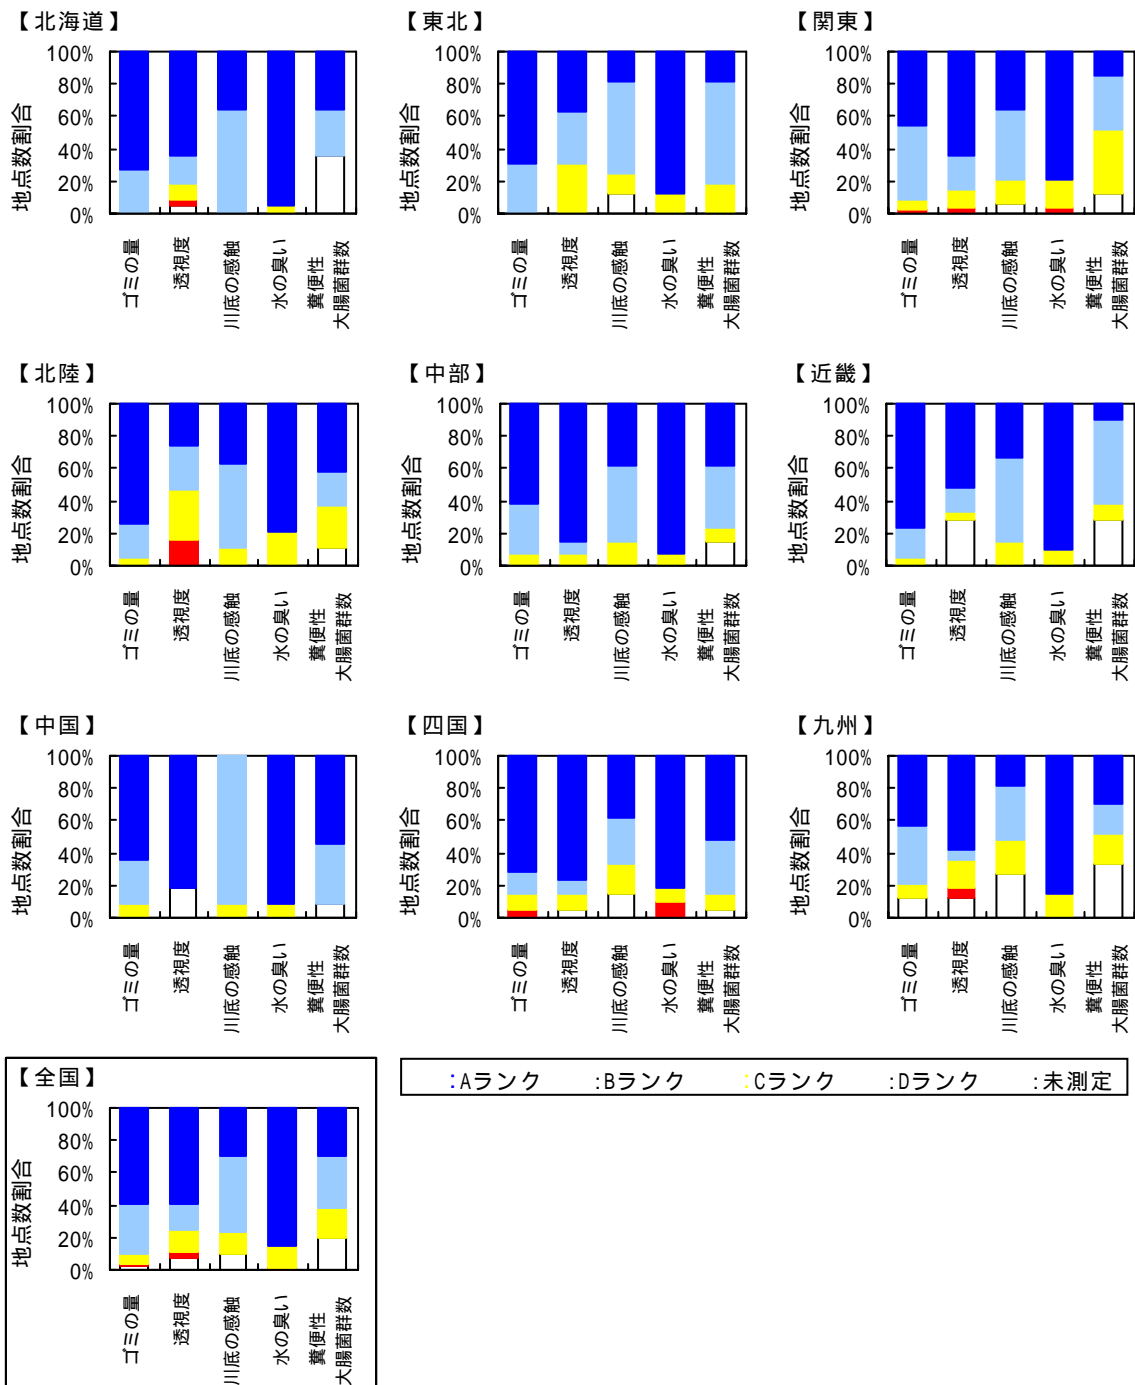 【北海道】
地点数割合
100%
80%
60%
40%
20%
0%
ゴミの量
透視度
川底の感触
水の臭い
糞便性
大腸菌群数
【東北】
地点数割合
100%
80%
60%
40%
20%
0%
ゴミの量
透視度
川底の感触
水の臭い
糞便性
大腸菌群数
【関東】
地点数割合
100%
80%
60%
40%
20%
0%
ゴミの量
透視度
川底の感触
水の臭い
糞便性
大腸菌群数
【北陸】
地点数割合
100%
80%
60%
40%
20%
0%
ゴミの量
透視度
川底の感触
水の臭い
糞便性
大腸菌群数
【中部】
地点数割合
100%
80%
60%
40%
20%
0%
ゴミの量
透視度
川底の感触
水の臭い
糞便性
大腸菌群数
【近畿】
地点数割合
100%
80%
60%
40%
20%
0%
ゴミの量
透視度
川底の感触
水の臭い
糞便性
大腸菌群数
【中国】
地点数割合
100%
80%
60%
40%
20%
0%
ゴミの量
透視度
川底の感触
水の臭い
糞便性
大腸菌群数
【四国】
地点数割合
100%
80%
60%
40%
20%
0%
ゴミの量
透視度
川底の感触
水の臭い
糞便性
大腸菌群数
【九州】
地点数割合
100%
80%
60%
40%
20%
0%
ゴミの量
透視度
川底の感触
水の臭い
糞便性
大腸菌群数
【全国】
地点数割合
100%
80%
60%
40%
20%
0%
ゴミの量
透視度
川底の感触
水の臭い
糞便性
大腸菌群数
:Aランク :Bランク :Cランク :Dランク :未測定